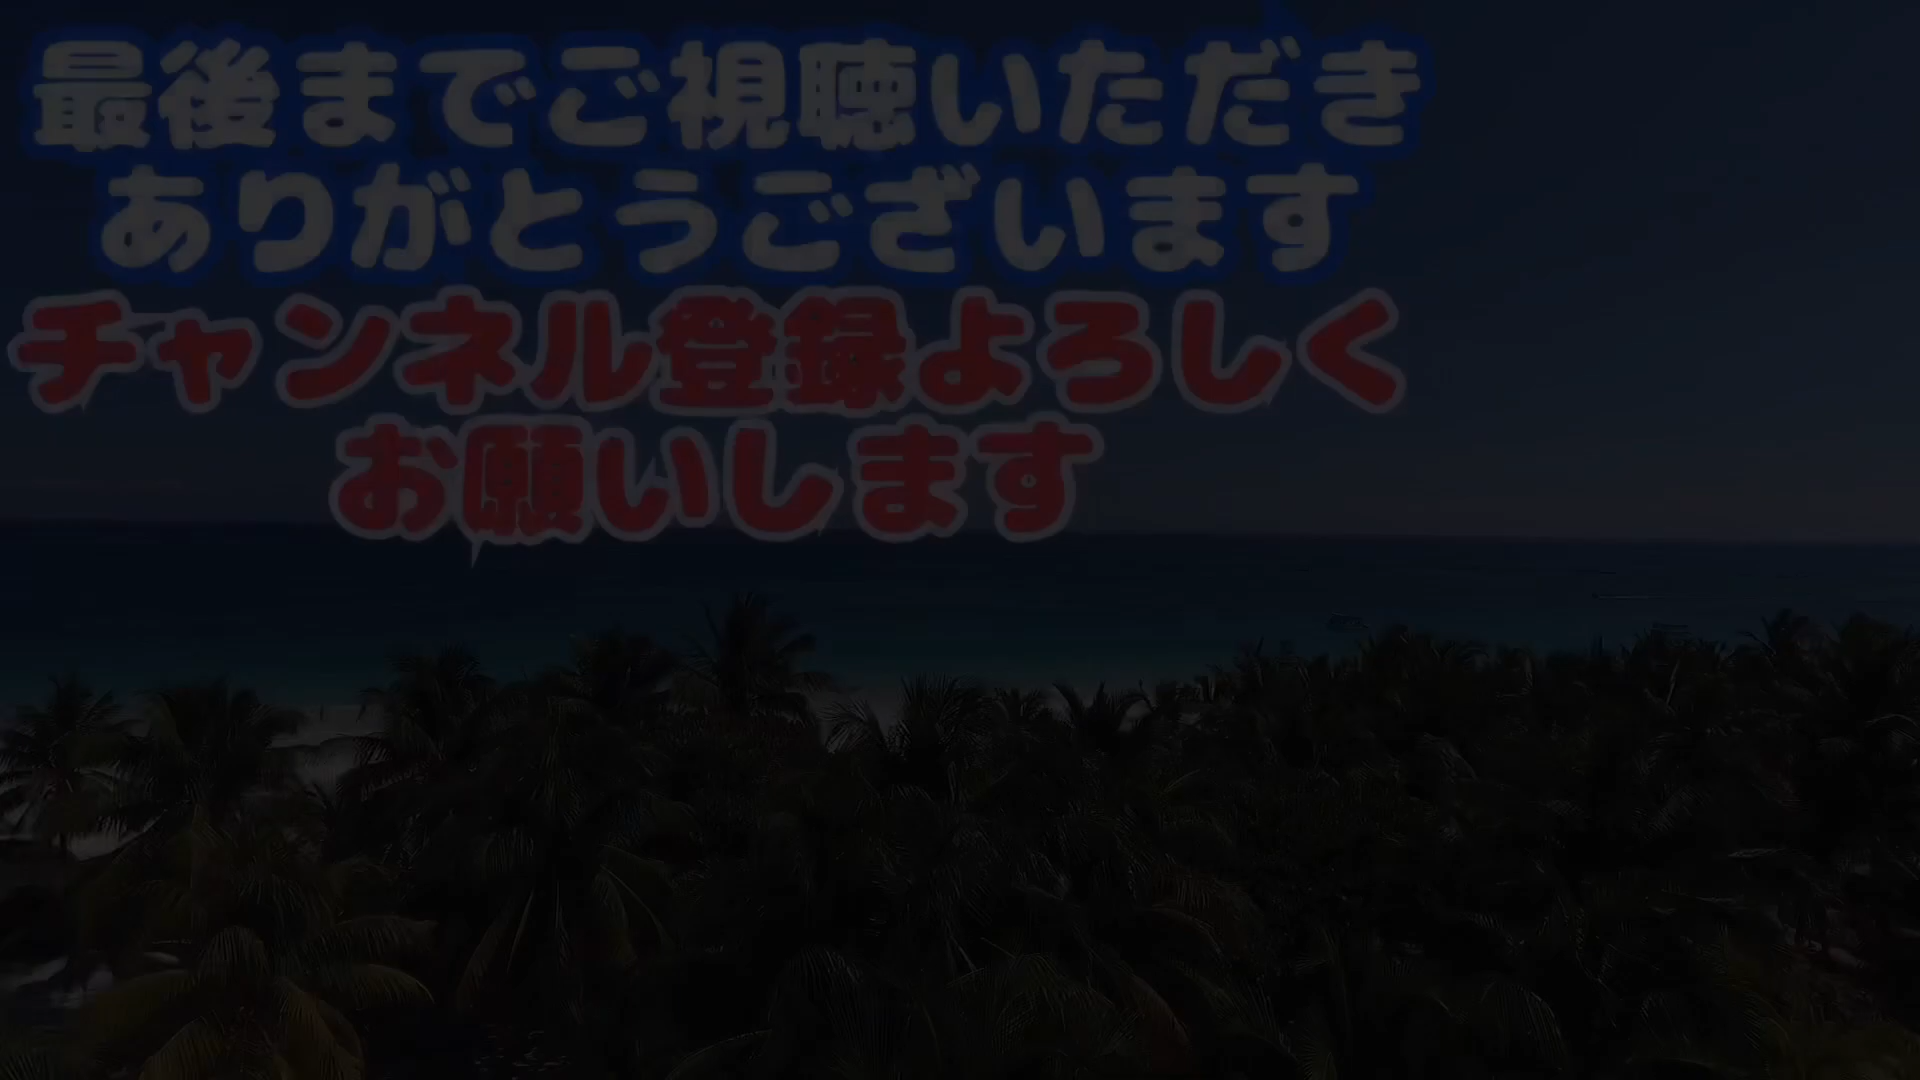 最後までご視聴いただき
ありがとうございます
チャンネル登録よろしく
お願いします